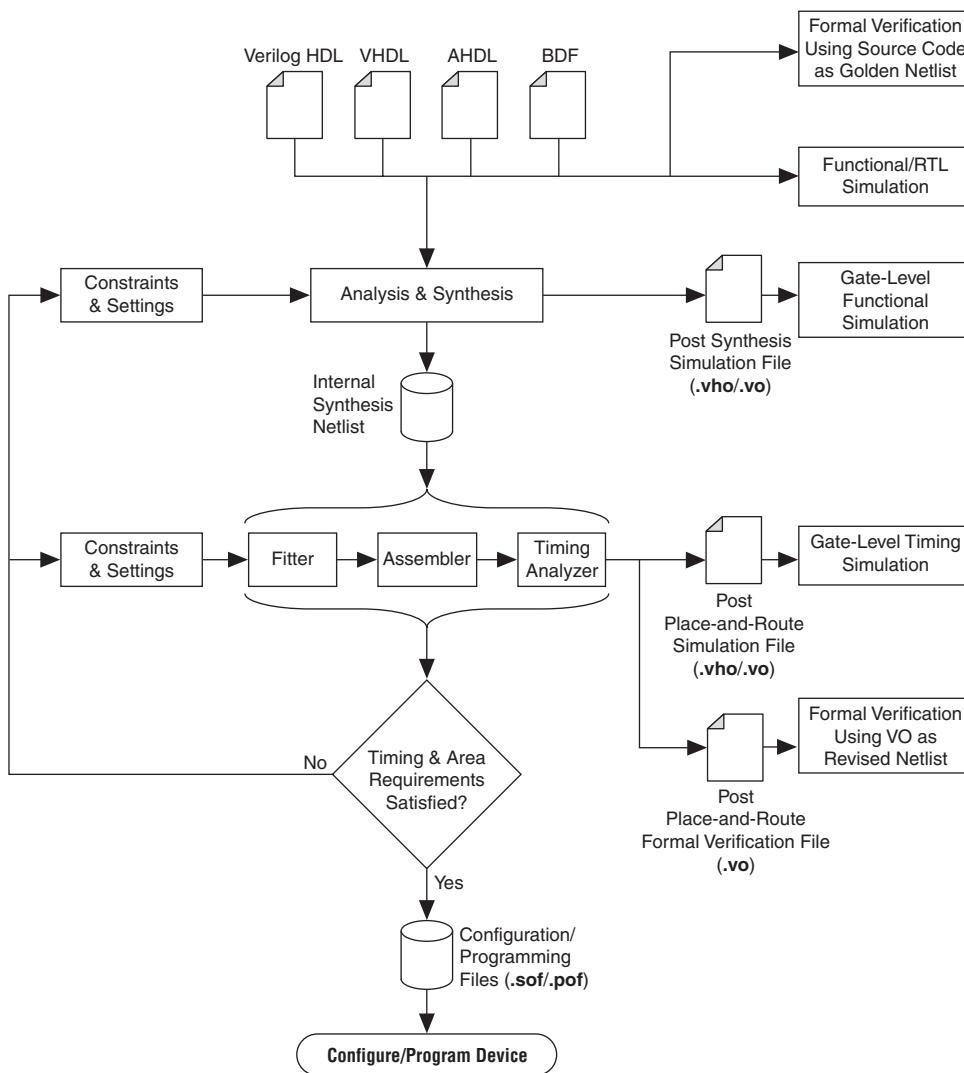 Verilog HDL
VHDL
AHDL
BDF
Formal Verification
Using Source Code
as Golden Netlist
Functional/RTL
Simulation
Constraints
& Settings
Analysis & Synthesis
Gate-Level
Functional
Simulation
Post Synthesis
Simulation File
(.vho/.vo)
Internal
Synthesis
Netlist
Constraints
& Settings
Fitter
Assembler
Timing
Analyzer
Gate-Level Timing
Simulation
Post
Place-and-Route
Simulation File
(.vho/.vo)
Formal Verification
Using VO as
Revised Netlist
No
Timing & Area
Requirements
Satisfied?
Post
Place-and-Route
Formal Verification File
(.vo)
Yes
Configuration/
Programming
Files (.sof/.pof)
Configure/Program Device